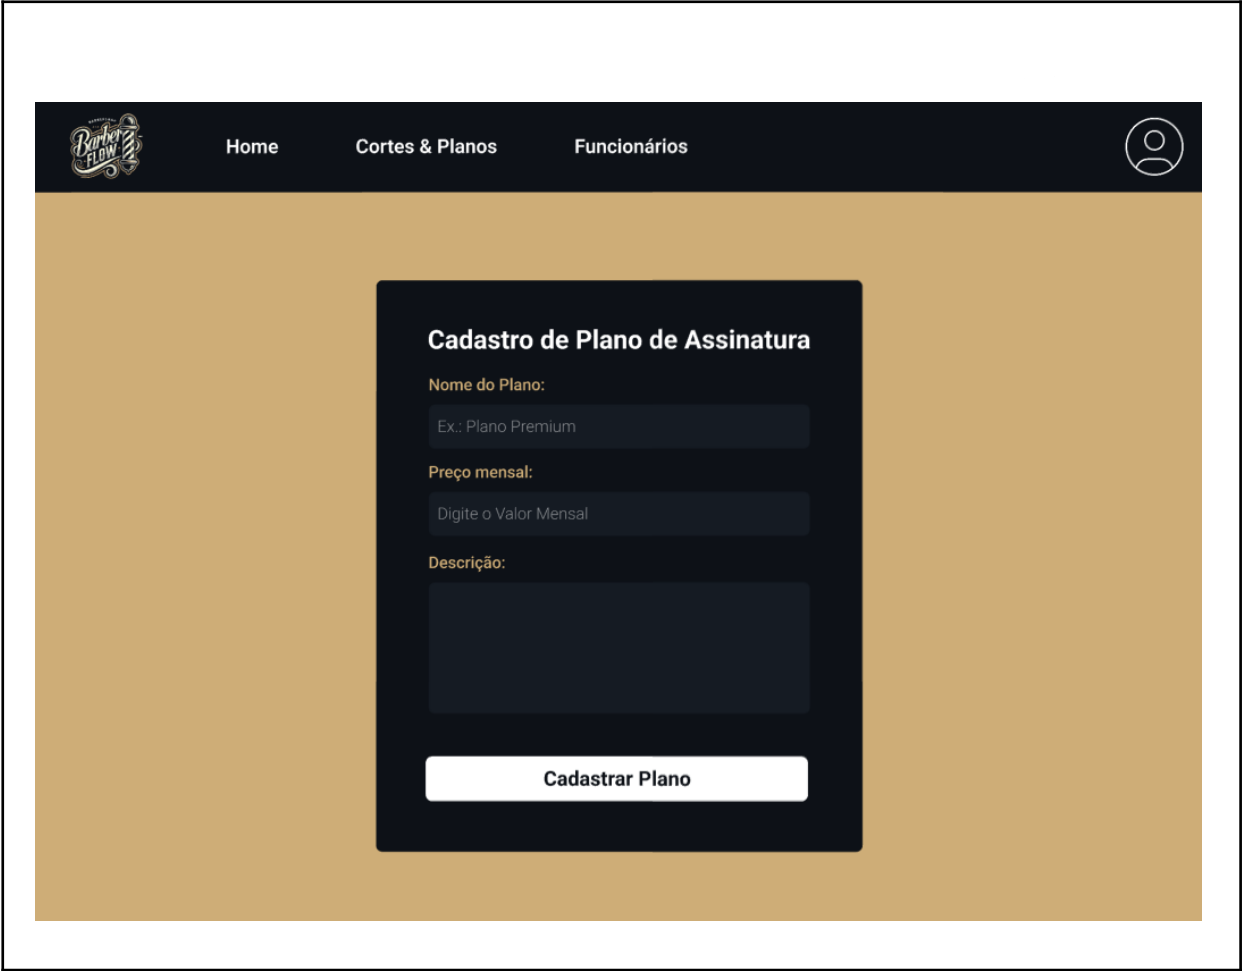 Barber
FLOW
Home
Cortes & Planos
Funcionários
Cadastro de Plano de Assinatura
Nome do Plano:
Ex.: Plano Premium
Preço mensal:
Digite o Valor Mensal
Descrição:
Cadastrar Plano